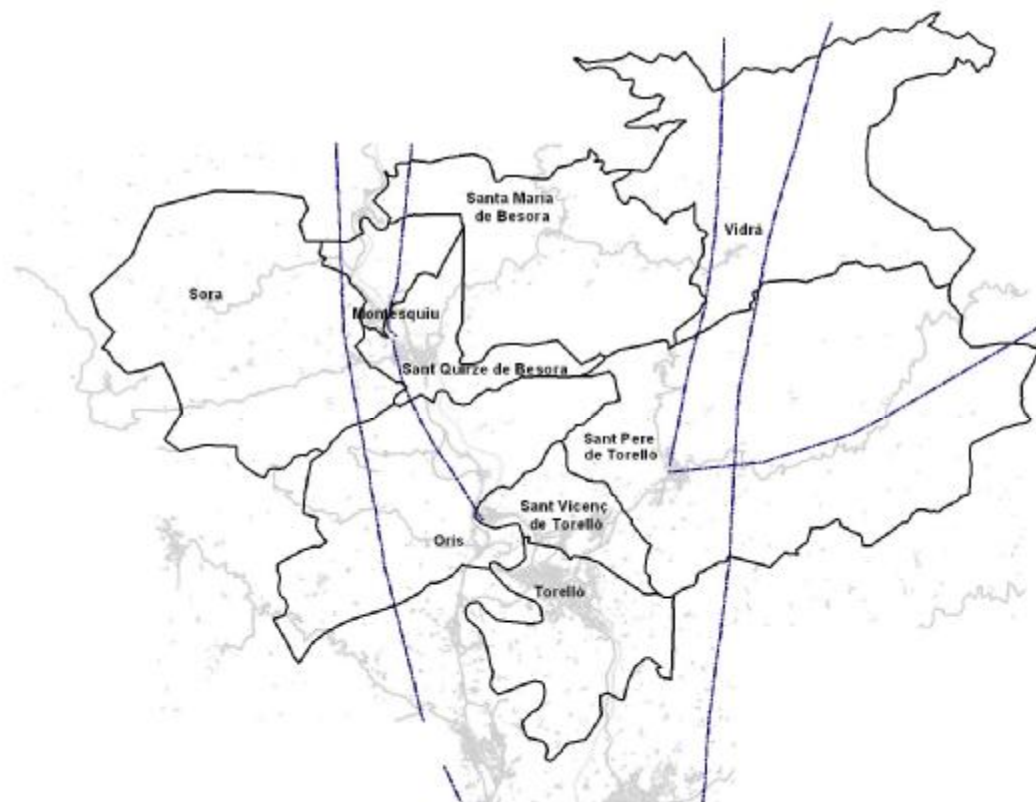 Santa Maria
de Besora
Vidrá
Sora
Montesquiu
Sant Quirze de Besora
Sant Pere
de Torelló
Sant Vicenç
de Torelló
Orís
Torelló